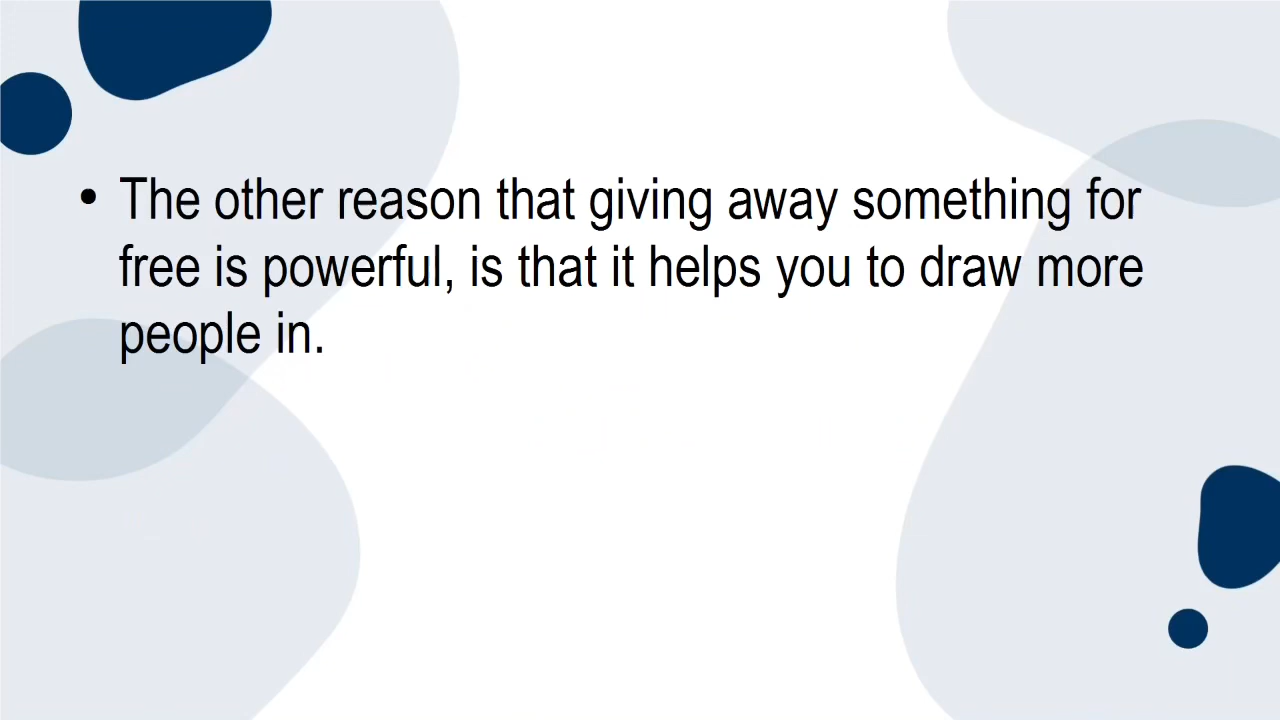 • The other reason that giving away something for
free is powerful, is that it helps you to draw more
people in.